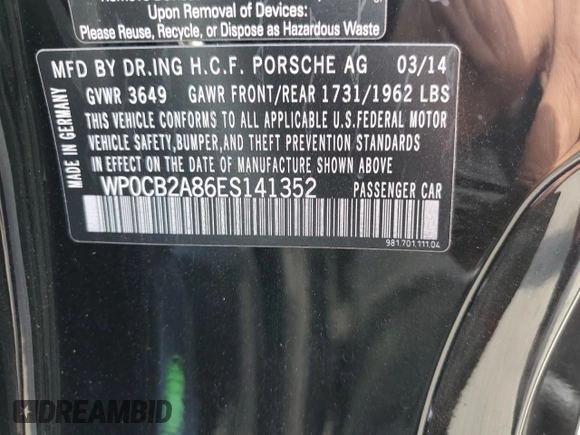 Upon Removal of Devices:
Please Reuse, Recycle, or Dispose as Hazardous Waste
MFD BY DR.ING H.C.F. PORSCHE AG 03/14
GVWR 3649 GAWR FRONT/REAR 1731/1962 LBS
MADE IN GERMANY
THIS VEHICLE CONFORMS TO ALL APPLICABLE U.S.FEDERAL MOTOR
VEHICLE SAFETY,BUMPER,AND THEFT PREVENTION STANDARDS
IN EFFECT ON THE DATE OF MANUFACTURE SHOWN ABOVE
WP0CB2A86ES141352 PASSENGER CAR
981.701.111.04
DREAMBID